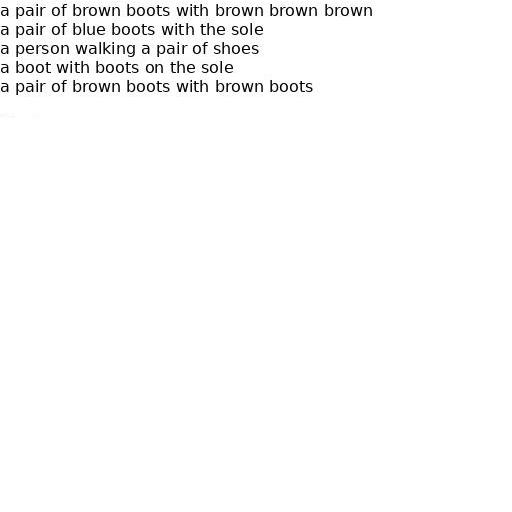 a pair of brown boots with brown brown brown
a pair of blue boots with the sole
a person walking a pair of shoes
a boot with boots on the sole
a pair of brown boots with brown boots